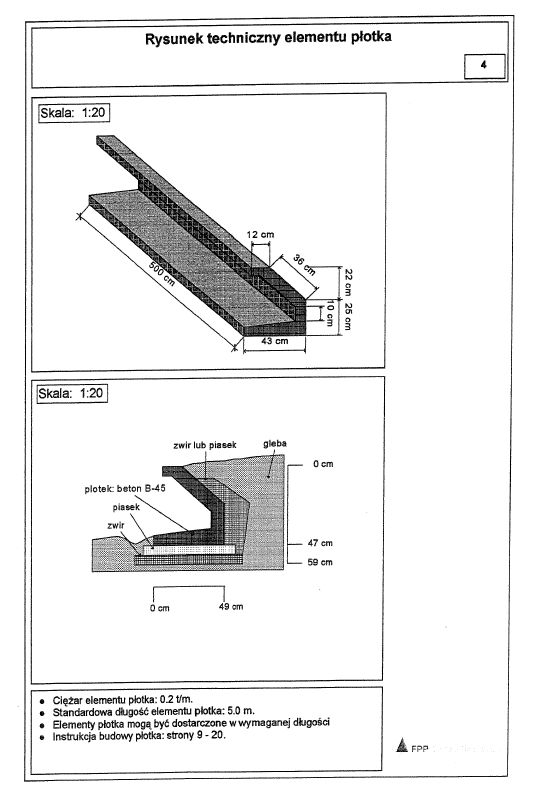 Rysunek techniczny elementu płotka
4
Skala: 1:20
12 cm
36 cm
22 cm
500 cm
10 cm
25 cm
43 cm
Skala: 1:20
zwir lub piasek
gleba
0 cm
płotek: beton B-45
piasek
zwir
47 cm
59 cm
0 cm
49 cm
• Ciężar elementu płotka: 0.2 t/m.
• Standardowa długość elementu płotka: 5.0 m.
• Elementy płotka mogą być dostarczone w wymaganej długości
• Instrukcja budowy płotka: strony 9 - 20.
FPP